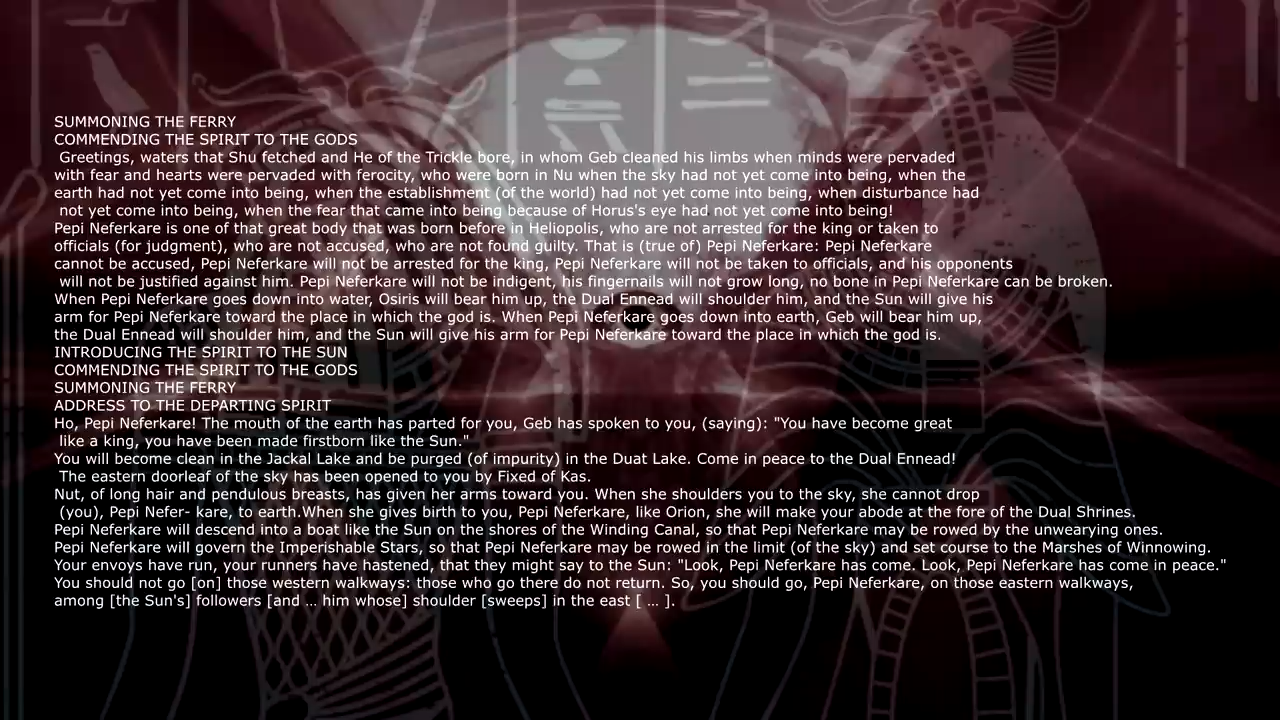 SUMMONING THE FERRY
COMMENDING THE SPIRIT TO THE GODS
Greetings, waters that Shu fetched and He of the Trickle bore, in whom Geb cleaned his limbs when minds were pervaded
with fear and hearts were pervaded with ferocity, who were born in Nu when the sky had not yet come into being, when the
earth had not yet come into being, when the establishment (of the world) had not yet come into being, when disturbance had
not yet come into being, when the fear that came into being because of Horus's eye had not yet come into being!
Pepi Neferkare is one of that great body that was born before in Heliopolis, who are not arrested for the king or taken to
officials (for judgment), who are not accused, who are not found guilty. That is (true of) Pepi Neferkare: Pepi Neferkare
cannot be accused, Pepi Neferkare will not be arrested for the king, Pepi Neferkare will not be taken to officials, and his opponents
will not be justified against him. Pepi Neferkare will not be indigent, his fingernails will not grow long, no bone in Pepi Neferkare can be broken.
When Pepi Neferkare goes down into water, Osiris will bear him up, the Dual Ennead will shoulder him, and the Sun will give his
arm for Pepi Neferkare toward the place in which the god is. When Pepi Neferkare goes down into earth, Geb will bear him up,
the Dual Ennead will shoulder him, and the Sun will give his arm for Pepi Neferkare toward the place in which the god is.
INTRODUCING THE SPIRIT TO THE SUN
COMMENDING THE SPIRIT TO THE GODS
SUMMONING THE FERRY
ADDRESS TO THE DEPARTING SPIRIT
Ho, Pepi Neferkare! The mouth of the earth has parted for you, Geb has spoken to you, (saying): "You have become great
like a king, you have been made firstborn like the Sun."
You will become clean in the Jackal Lake and be purged (of impurity) in the Duat Lake. Come in peace to the Dual Ennead!
The eastern doorleaf of the sky has been opened to you by Fixed of Kas.
Nut, of long hair and pendulous breasts, has given her arms toward you. When she shoulders you to the sky, she cannot drop
(you), Pepi Nefer- kare, to earth.When she gives birth to you, Pepi Neferkare, like Orion, she will make your abode at the fore of the Dual Shrines.
Pepi Neferkare will descend into a boat like the Sun on the shores of the Winding Canal, so that Pepi Neferkare may be rowed by the unwearying ones.
Pepi Neferkare will govern the Imperishable Stars, so that Pepi Neferkare may be rowed in the limit (of the sky) and set course to the Marshes of Winnowing.
Your envoys have run, your runners have hastened, that they might say to the Sun: "Look, Pepi Neferkare has come. Look, Pepi Neferkare has come in peace."
You should not go [on] those western walkways: those who go there do not return. So, you should go, Pepi Neferkare, on those eastern walkways,
among [the Sun's] followers [and … him whose] shoulder [sweeps] in the east [ … ].